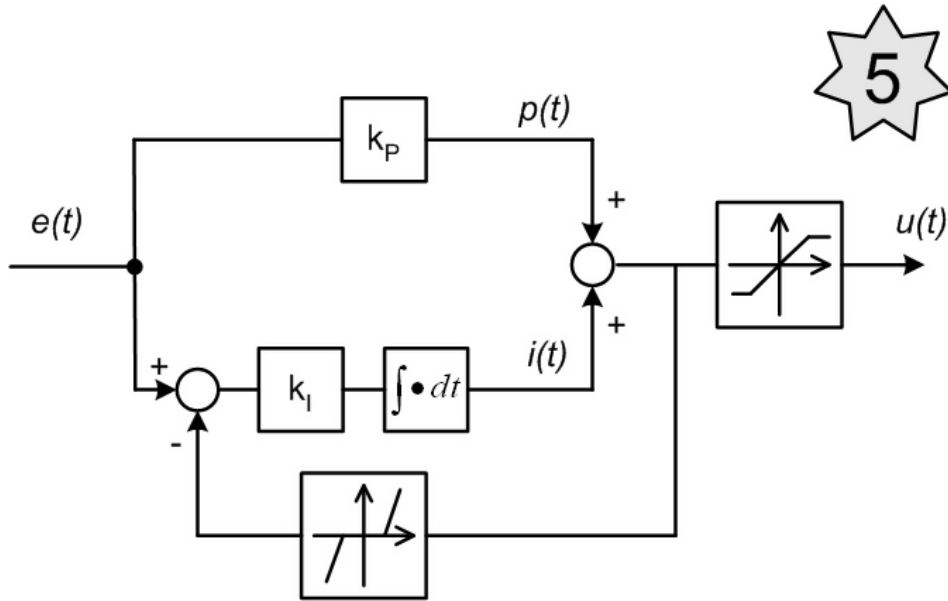 5
k_P
p(t)
+
e(t)
u(t)
+
+
k_I
∫ • dt
i(t)
-